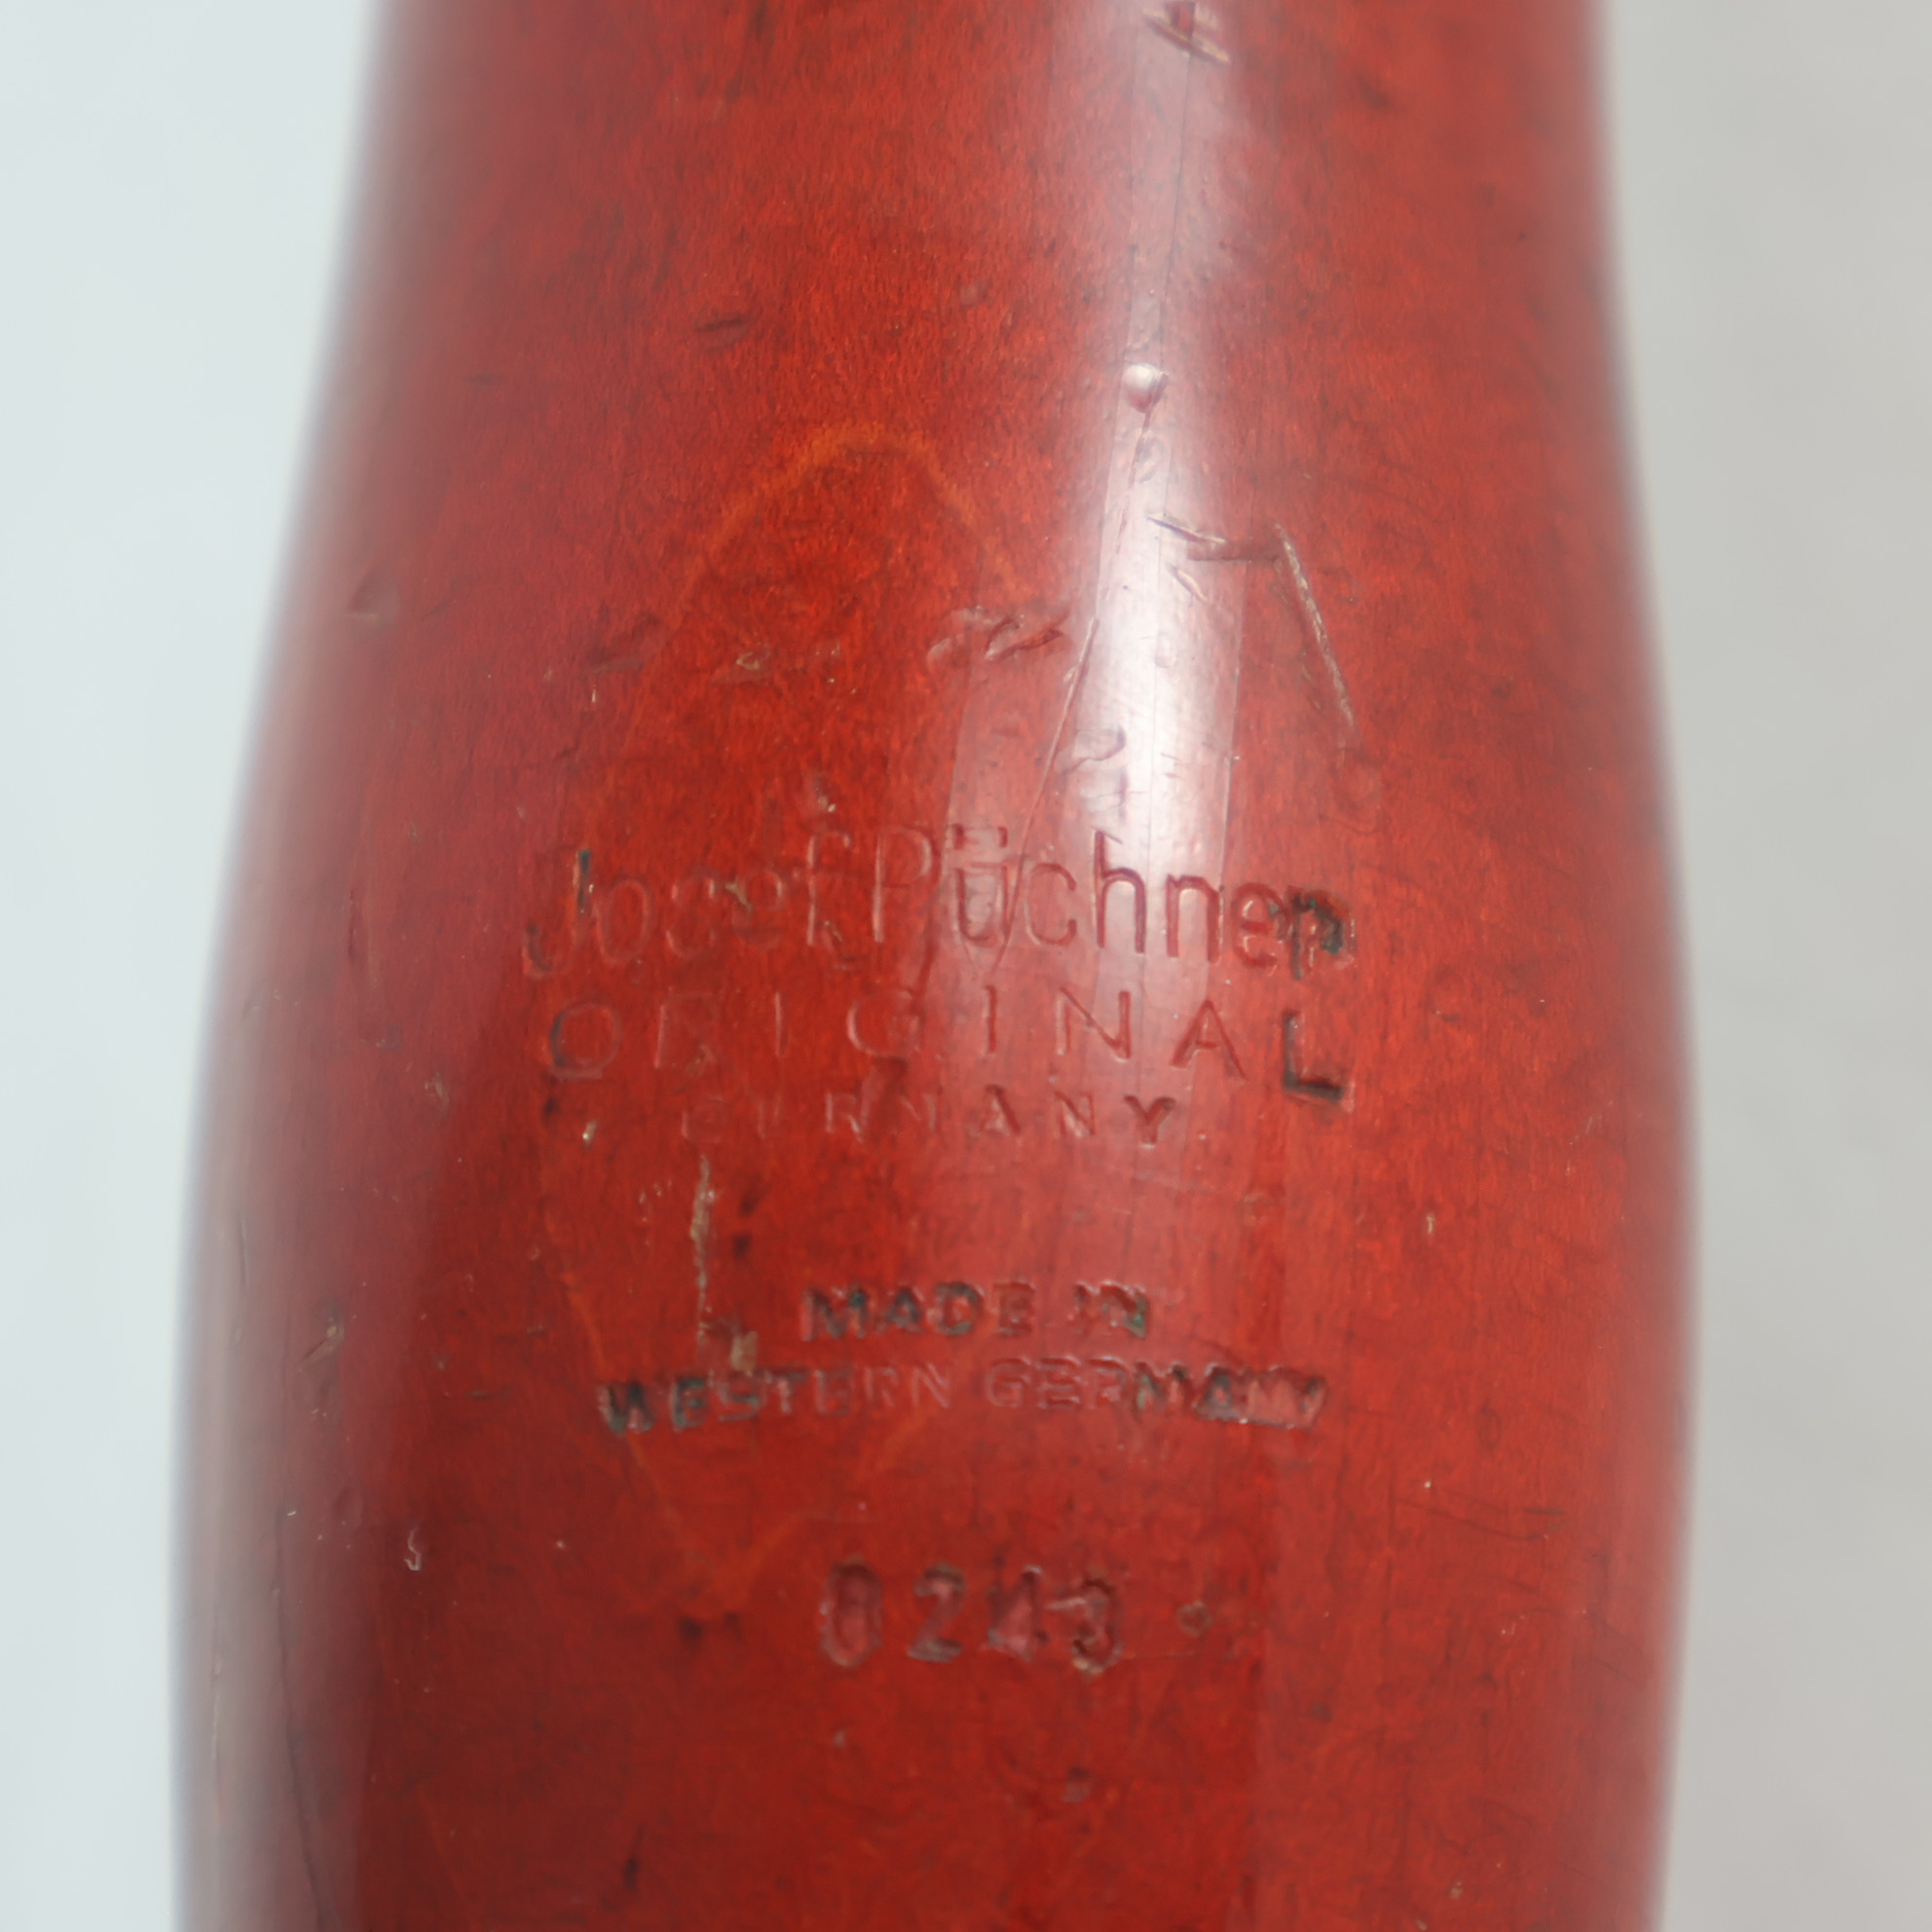 Josef Püchner
ORIGINAL
GERMANY
MADE IN
WESTERN GERMANY
0243